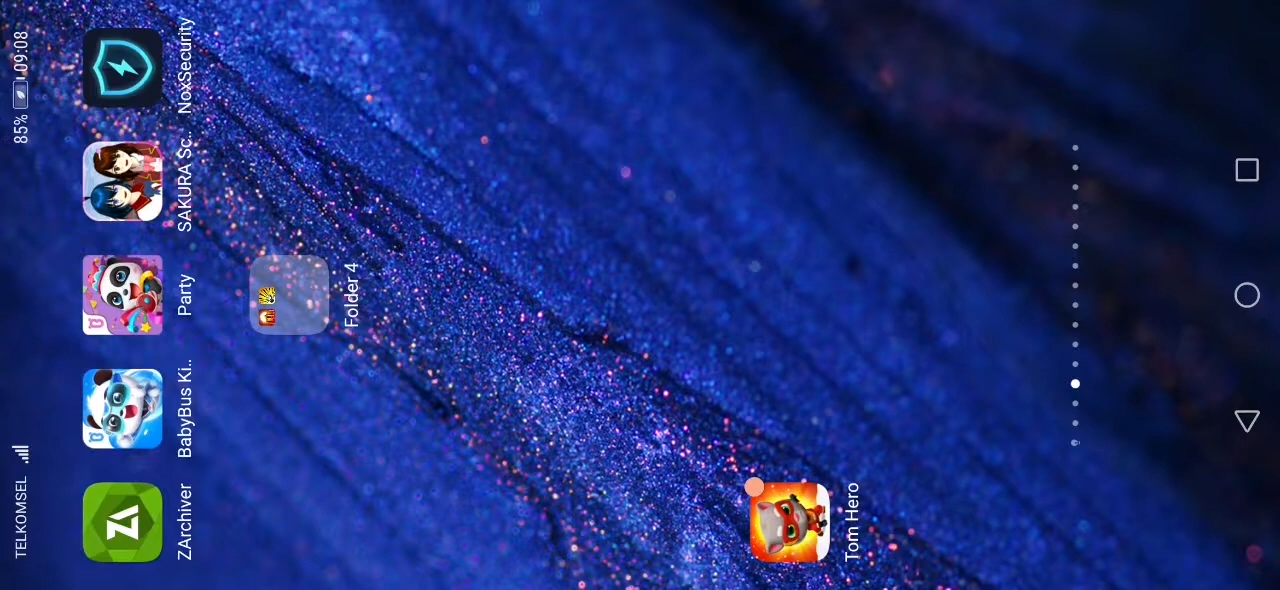 TELKOMSEL
85%
09:08
ZArchiver
BabyBus Ki..
Party
SAKURA Sc..
NoxSecurity
Folder 4
Tom Hero